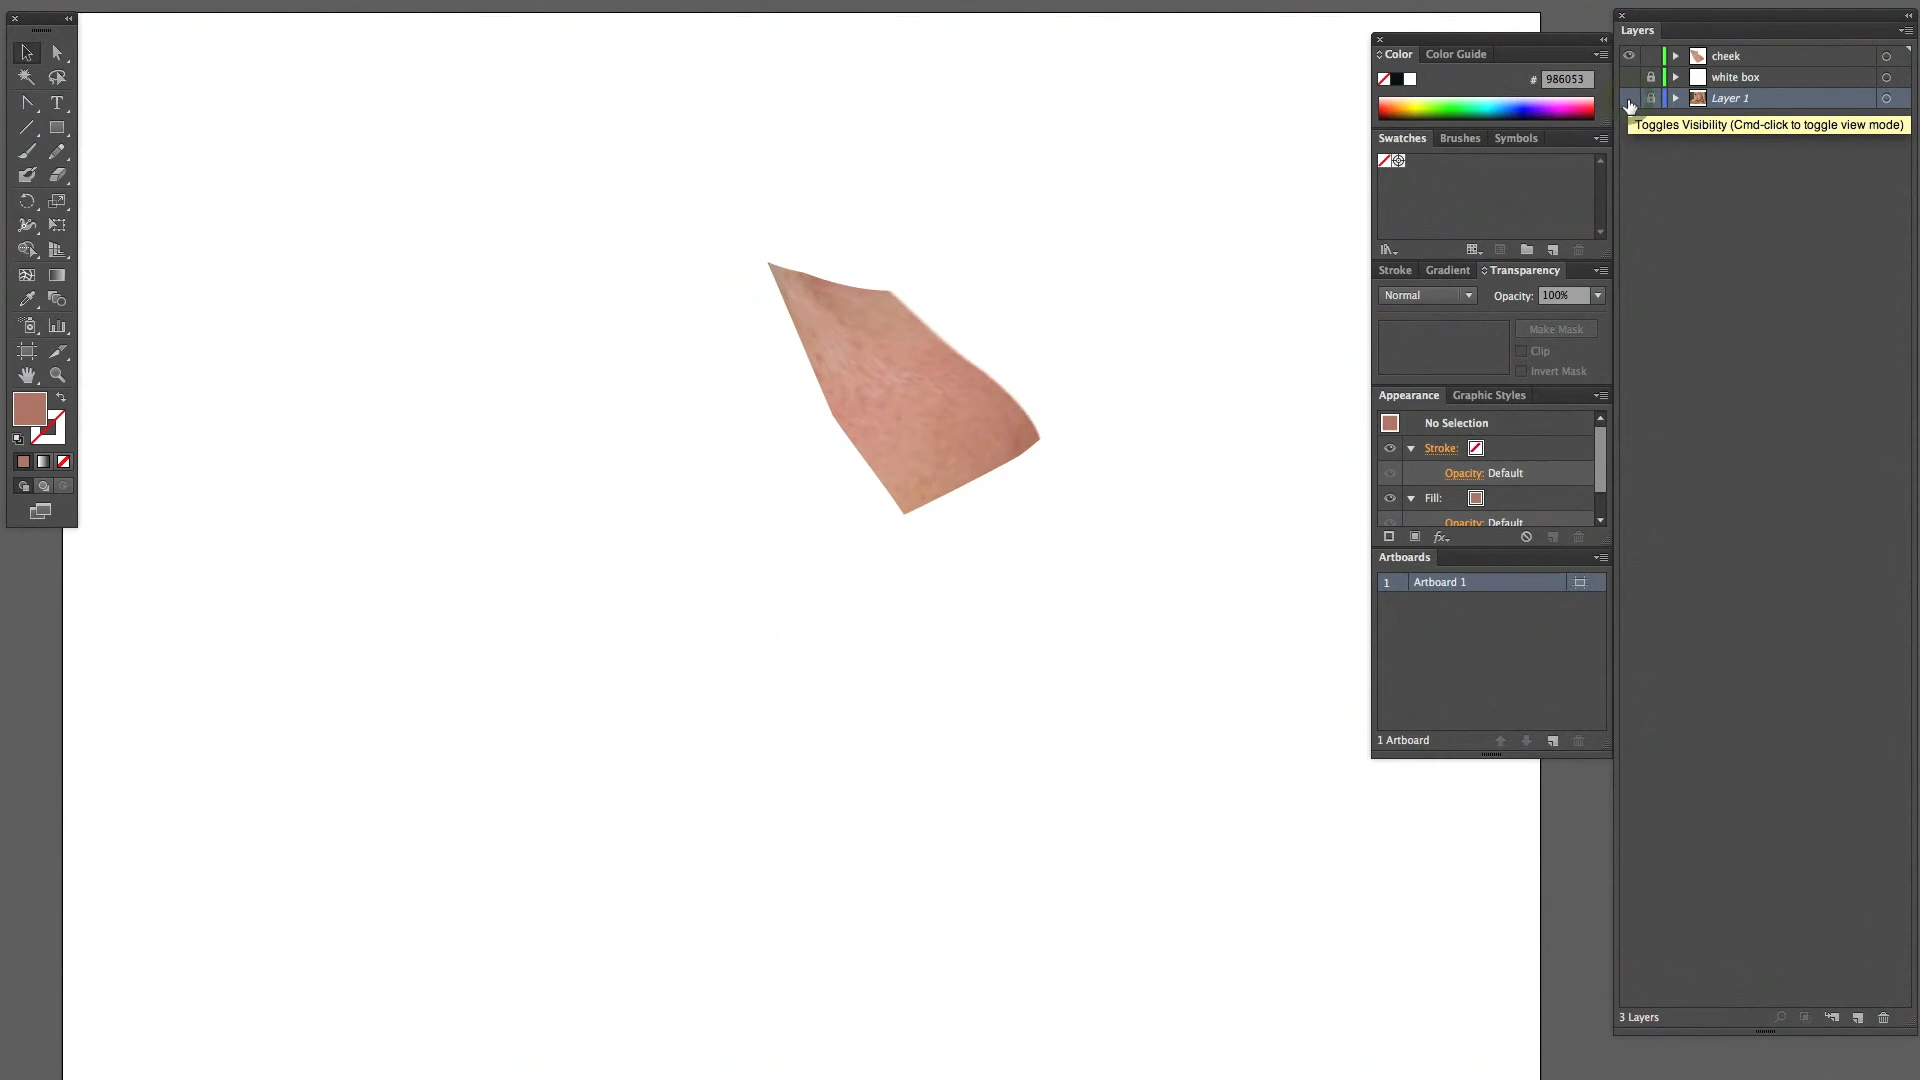 Color
Color Guide
# 986053
Swatches
Brushes
Symbols
Stroke
Gradient
Transparency
Normal
Opacity: 100%
Make Mask
Clip
Invert Mask
Appearance
Graphic Styles
No Selection
Stroke:
Opacity: Default
Fill:
Opacity: Default
fx
Artboards
1 Artboard 1
1 Artboard
Layers
cheek
white box
Layer 1
Toggles Visibility (Cmd-click to toggle view mode)
3 Layers
T